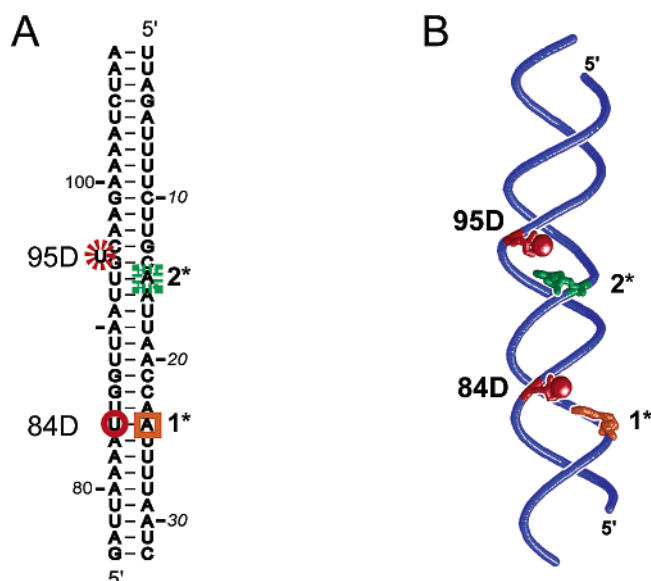 A
5'
A – U
A – U
U – A
C – G
U – A
A – U
A – U
A – U
100 – A – U
G – C – 10
A – U
A – U
C – G
95D U
G – C
U – A 2*
U – A
A – U
– A – U
U – A
U – A – 20
G – C
G – C
U – A
84D U – A 1*
A – U
A – U
A – U
80 – A – U
U – A
U – A – 30
A – U
G – C
5'
B
5'
95D
2*
84D
1*
5'